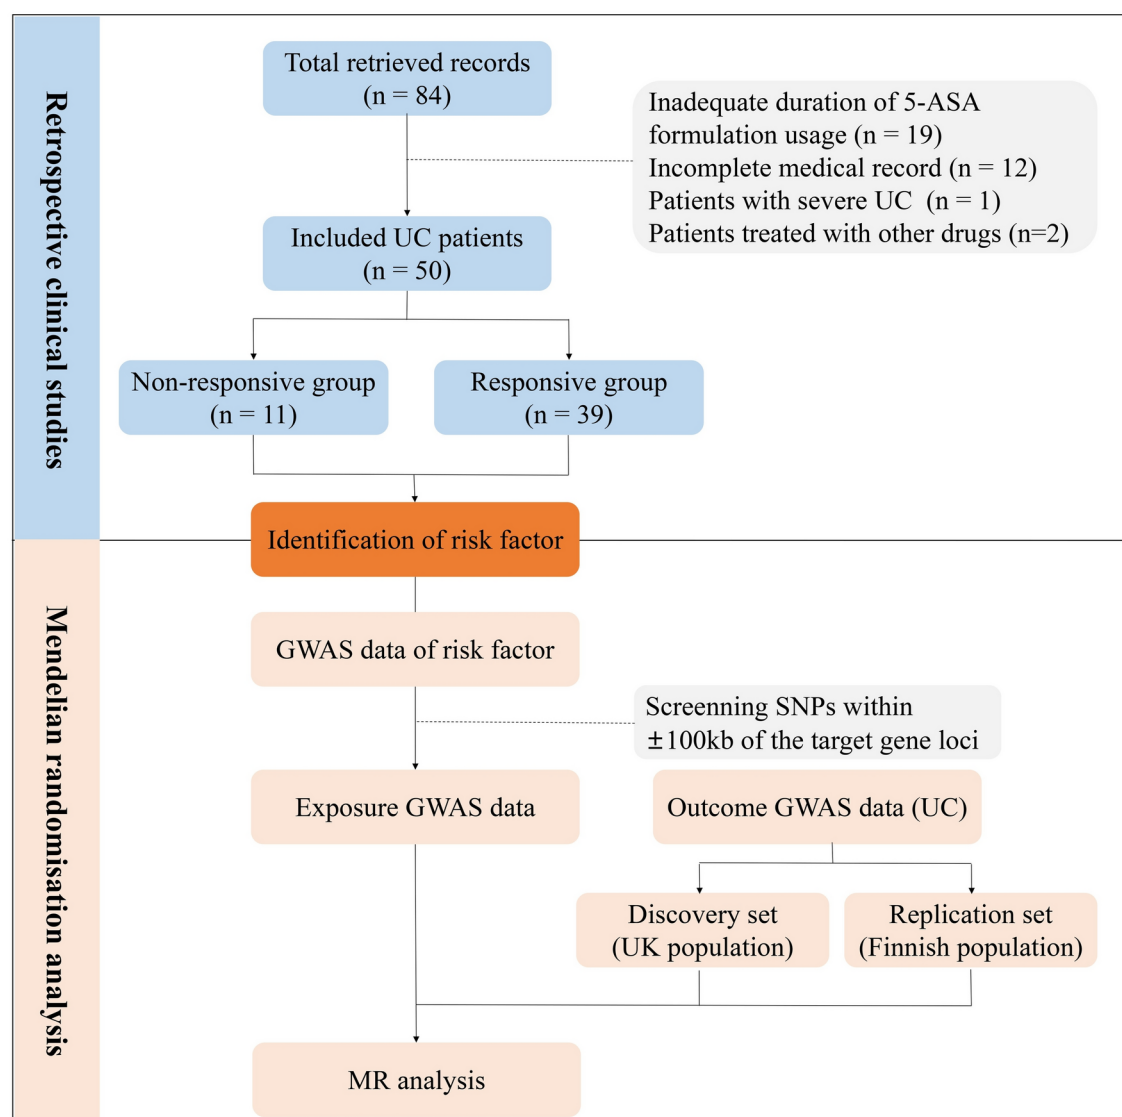 Retrospective clinical studies
Total retrieved records
(n = 84)
Inadequate duration of 5-ASA
formulation usage (n = 19)
Incomplete medical record (n = 12)
Patients with severe UC (n = 1)
Patients treated with other drugs (n=2)
Included UC patients
(n = 50)
Non-responsive group
(n = 11)
Responsive group
(n = 39)
Identification of risk factor
Mendelian randomisation analysis
GWAS data of risk factor
Screenning SNPs within
±100kb of the target gene loci
Exposure GWAS data
Outcome GWAS data (UC)
Discovery set
(UK population)
Replication set
(Finnish population)
MR analysis